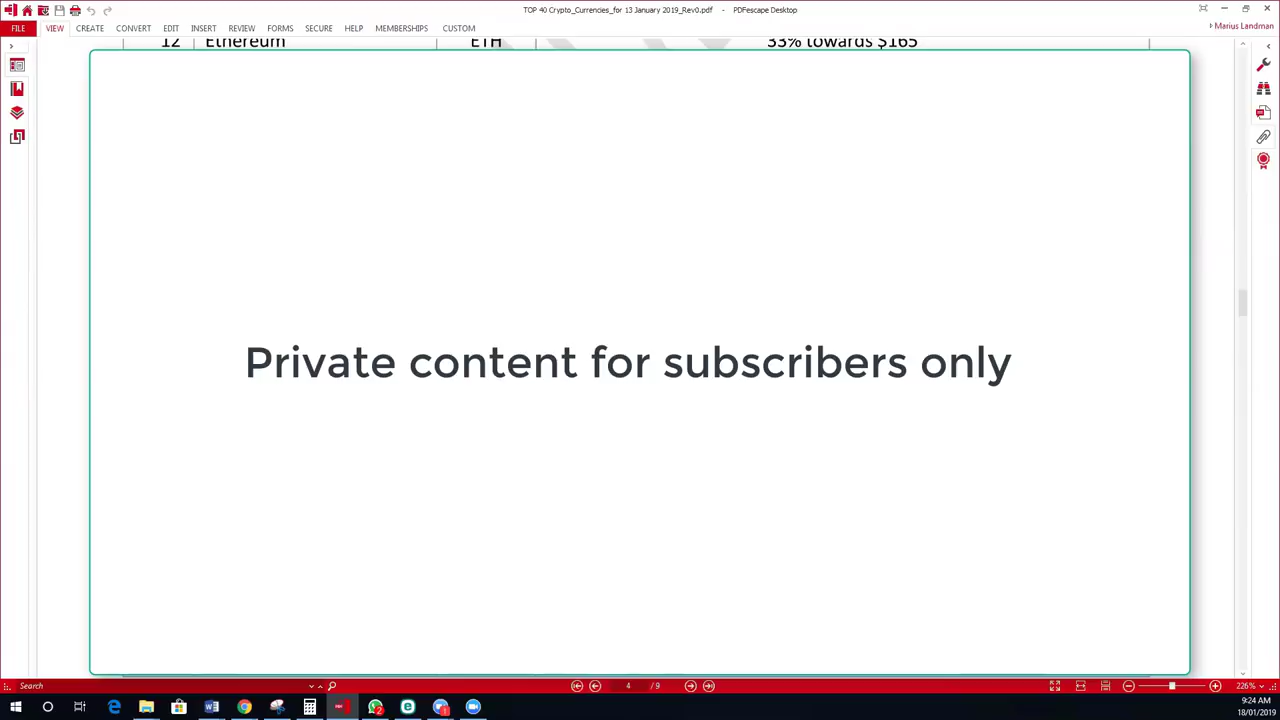 TOP 40 Crypto_Currencies_for 13 January 2019_Rev0.pdf - PDFescape Desktop
FILE VIEW CREATE CONVERT EDIT INSERT REVIEW FORMS SECURE HELP MEMBERSHIPS CUSTOM
Marius Landman
12 Ethereum ETH 33% towards $165
Private content for subscribers only
Search
4 / 9
226%
9:24 AM
18/01/2019